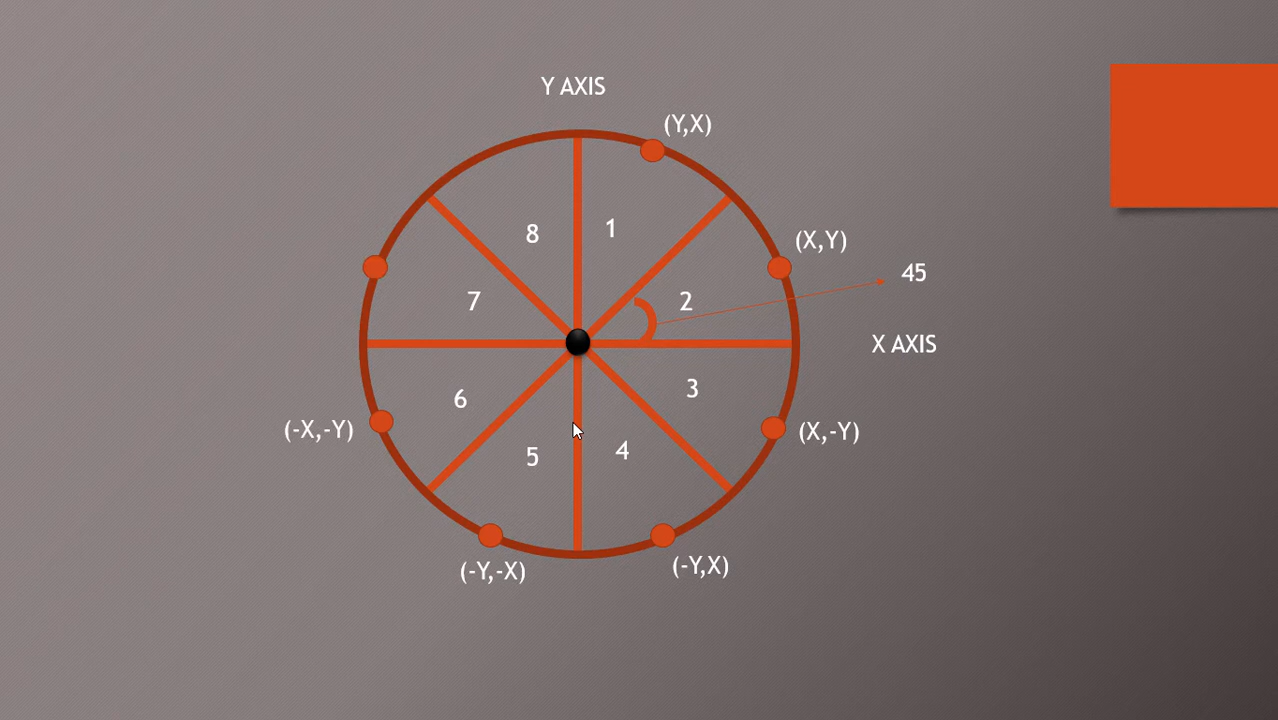 Y AXIS
(Y,X)
8
1
(X,Y)
45
7
2
X AXIS
6
3
(-X,-Y)
(X,-Y)
5
4
(-Y,-X)
(-Y,X)